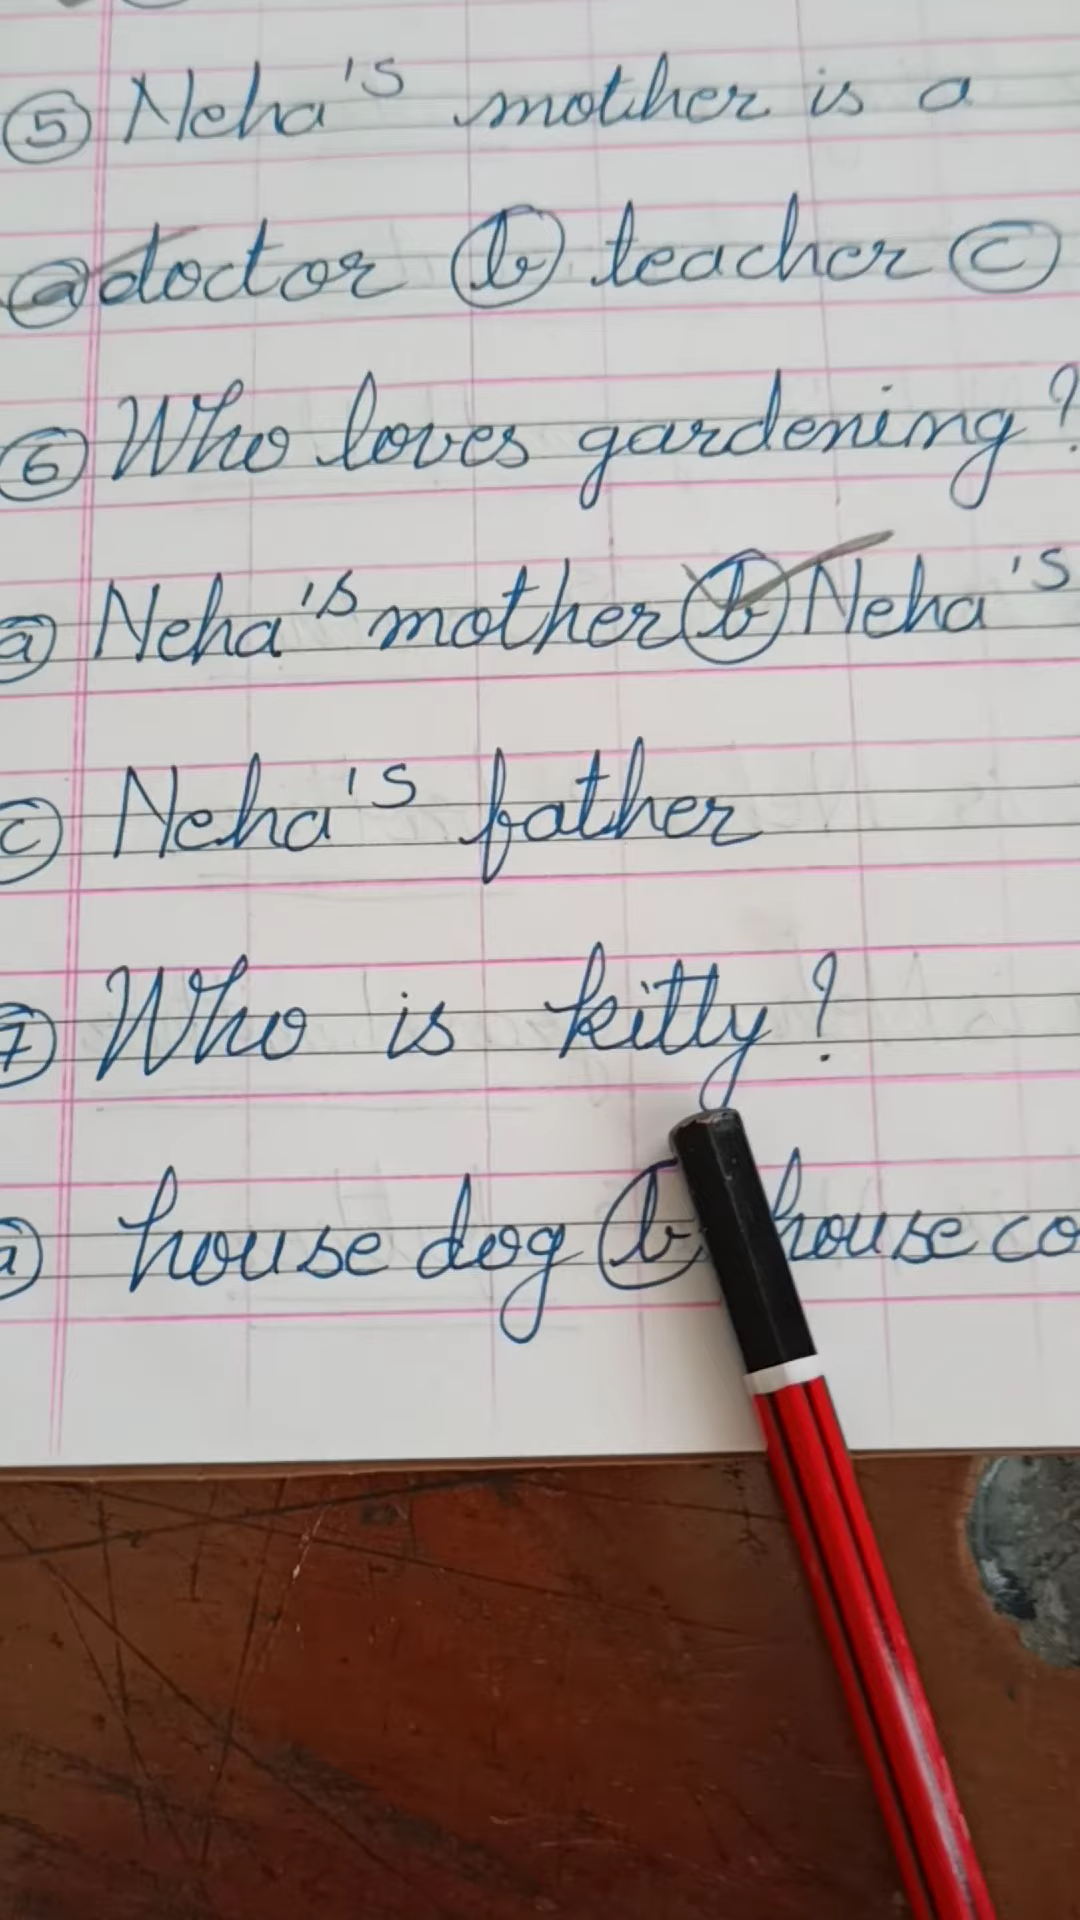 ⑤ Neha's mother is a
ⓐ doctor ⓑ teacher ⓒ
⑥ Who loves gardening?
ⓐ Neha's mother ⓑ Neha's
ⓒ Neha's father
⑦ Who is kitty?
ⓐ house dog ⓑ house